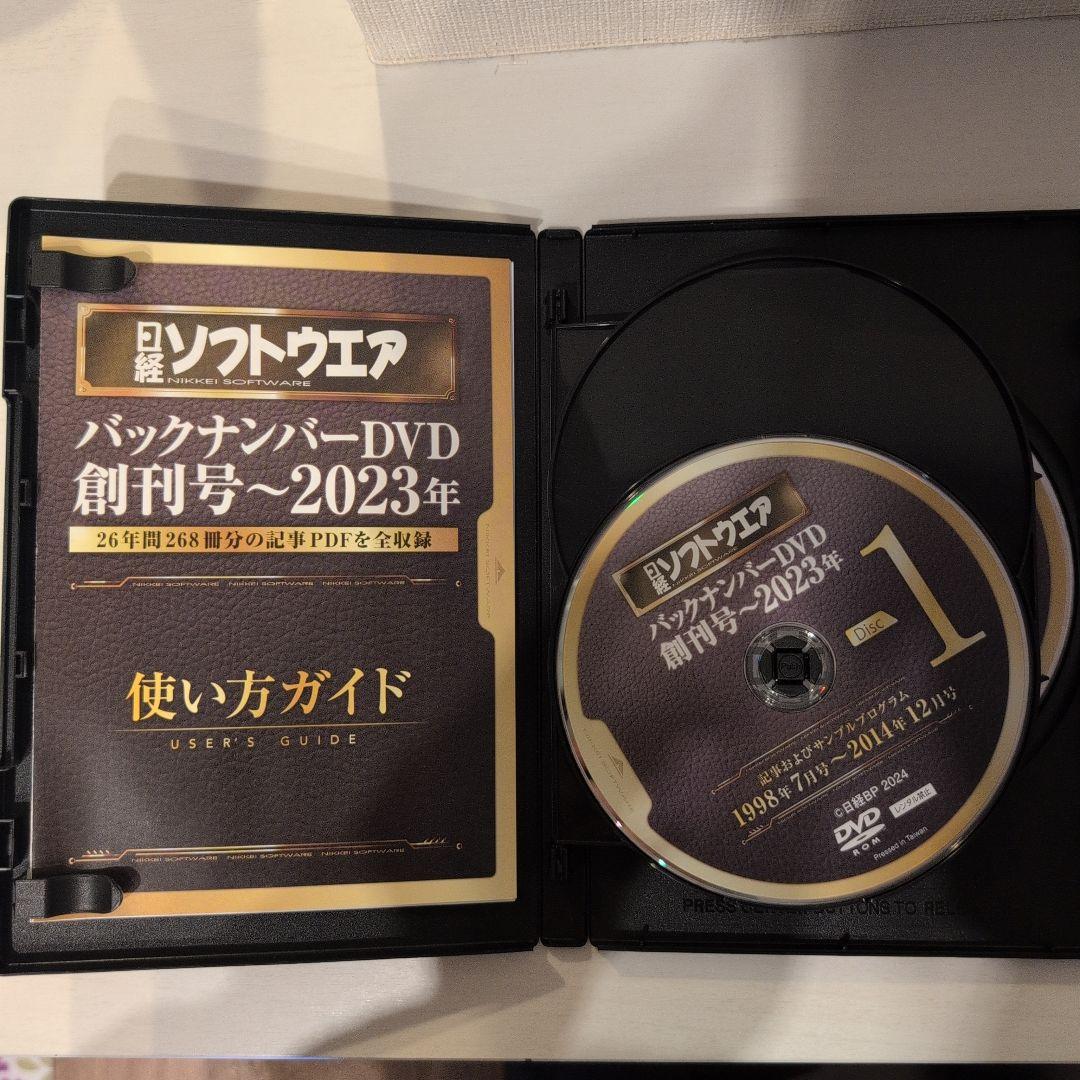 日経ソフトウエア
NIKKEI SOFTWARE
バックナンバーDVD
創刊号～2023年
26年間268冊分の記事PDFを全収録
NIKKEI SOFTWARE NIKKEI SOFTWARE NIKKEI SOFTWARE
使い方ガイド
USER'S GUIDE
NIKKEI SOFTWARE NIKKEI SOFTWARE NIKKEI SOFTWARE
日経ソフトウエア
NIKKEI SOFTWARE
バックナンバーDVD
創刊号～2023年
Disc 1
記事およびサンプルプログラム
1998年7月号～2014年12月号
©日経BP 2024
DVD
ROM
レンタル禁止
Pressed in Taiwan
PRESS
TO